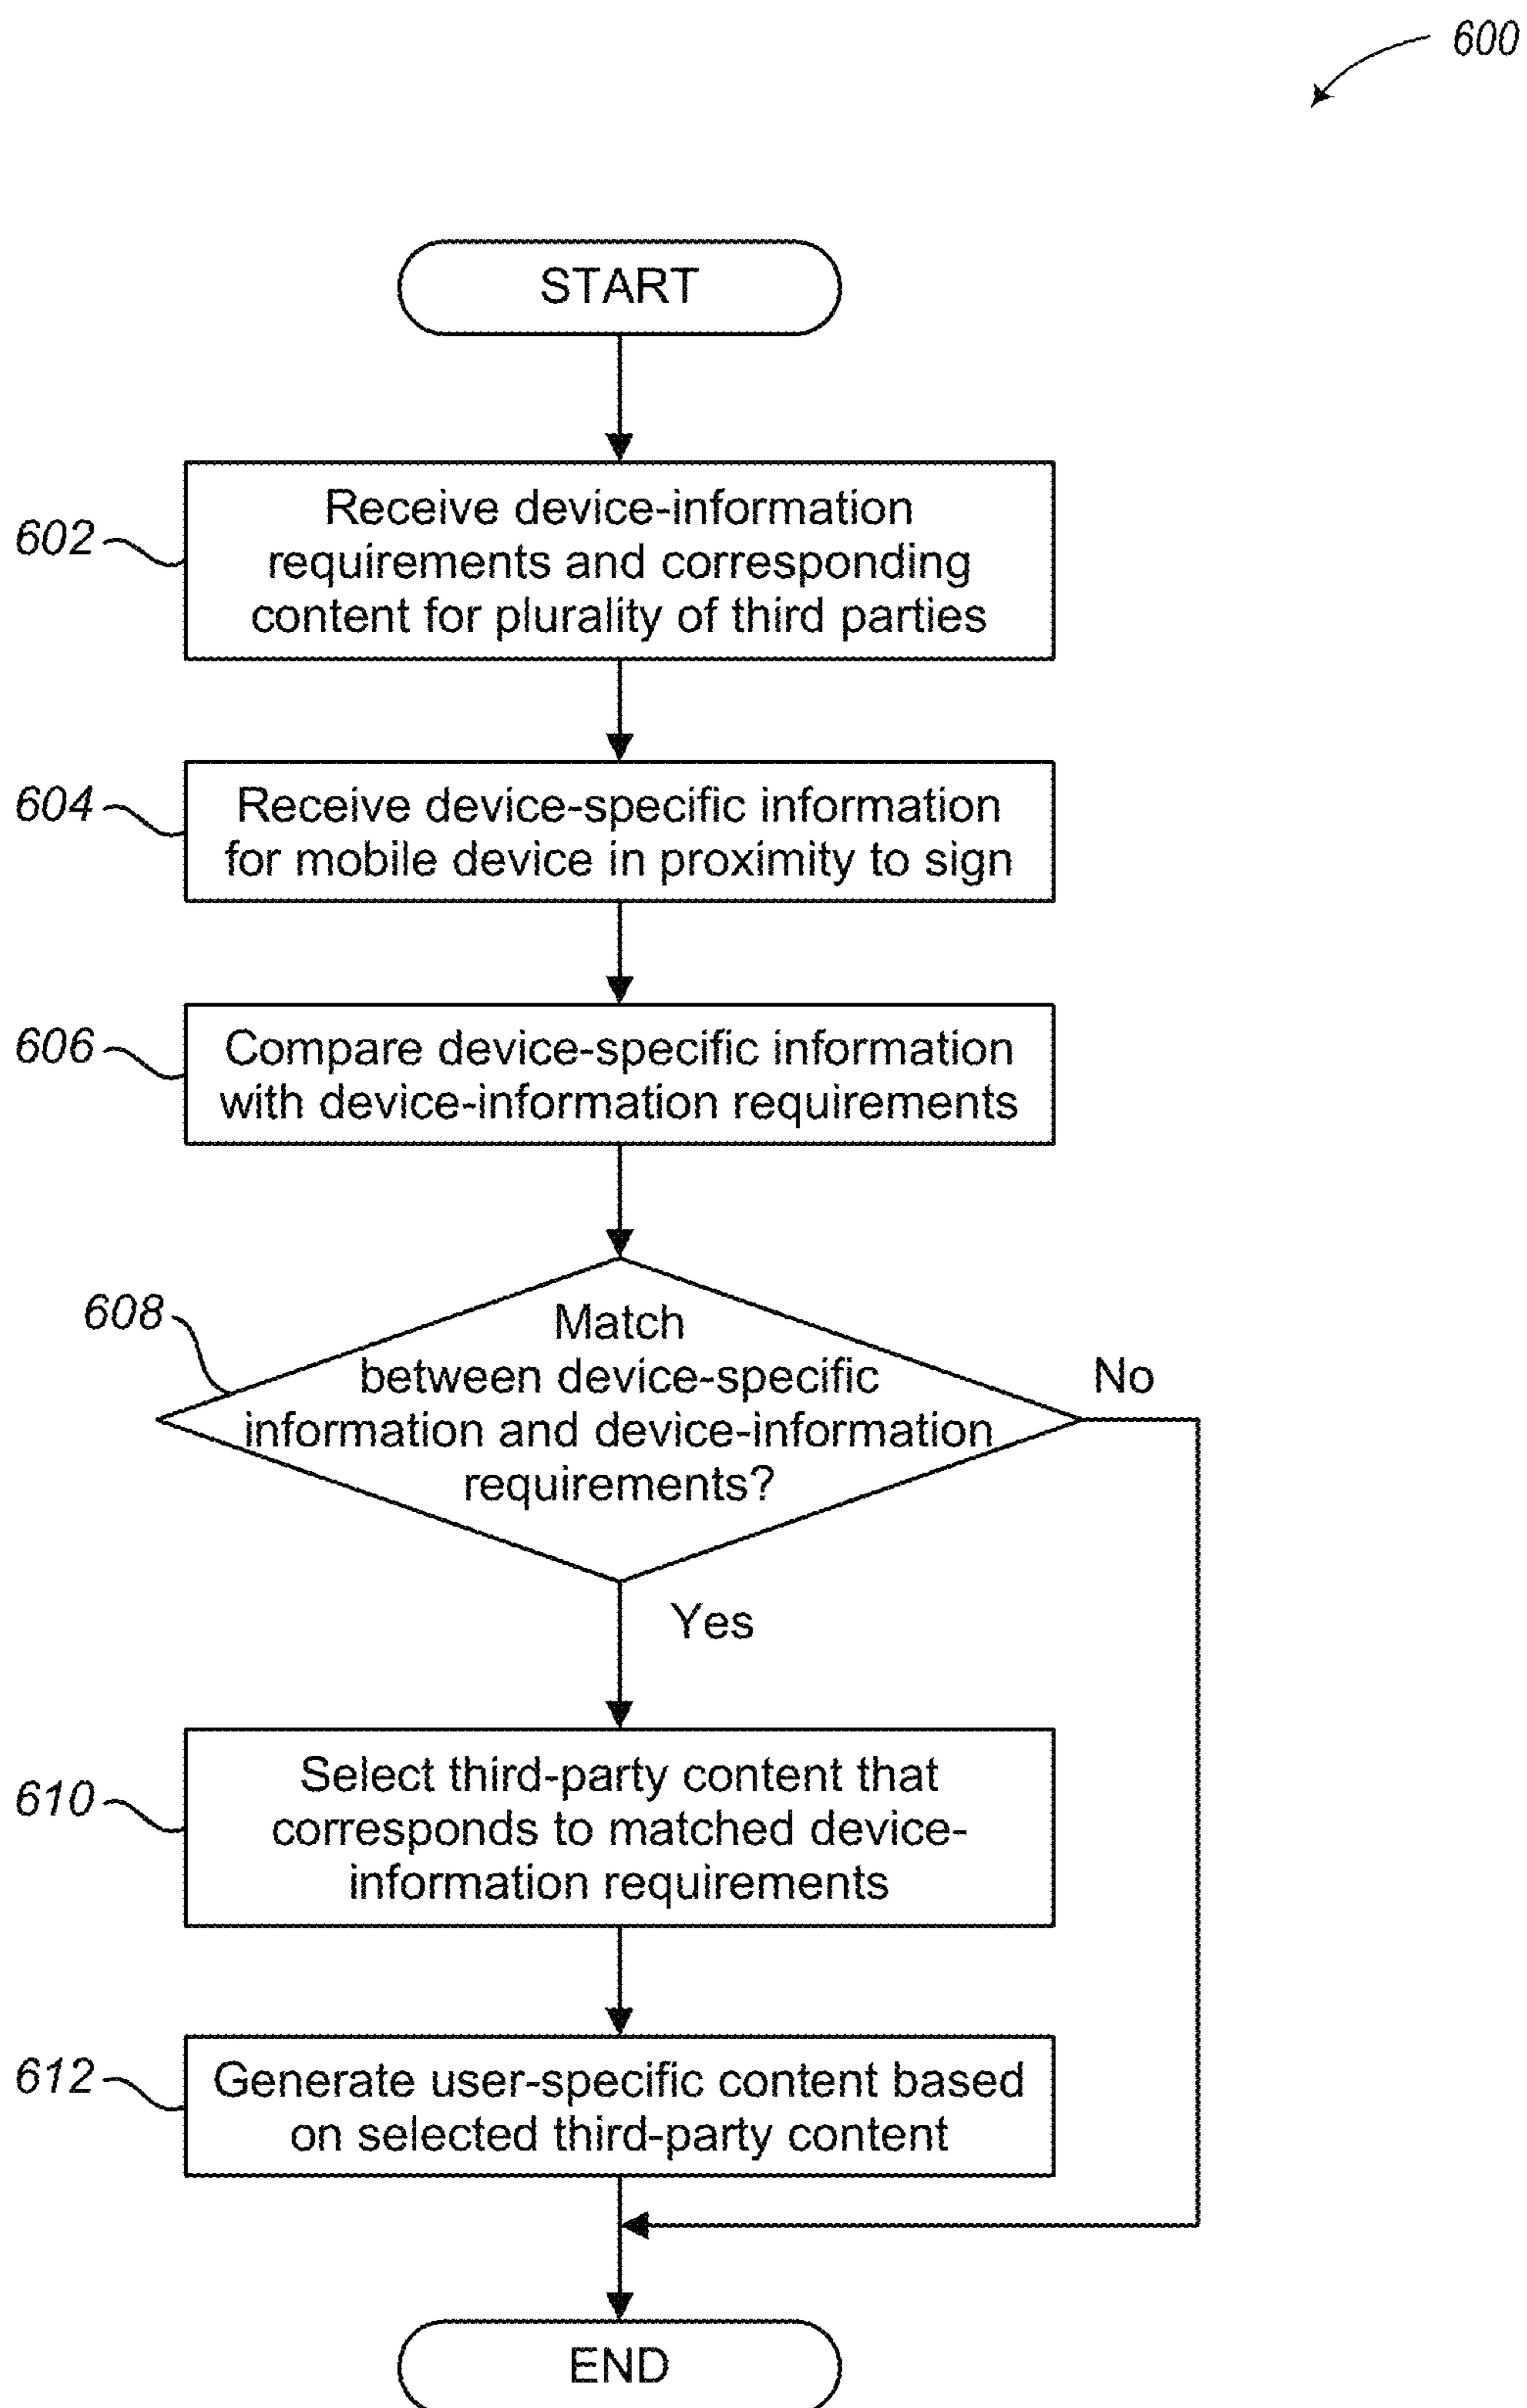 600
START
602
Receive device-information
requirements and corresponding
content for plurality of third parties
604
Receive device-specific information
for mobile device in proximity to sign
606
Compare device-specific information
with device-information requirements
608
Match
between device-specific
information and device-information
requirements?
No
Yes
610
Select third-party content that
corresponds to matched device-
information requirements
612
Generate user-specific content based
on selected third-party content
END